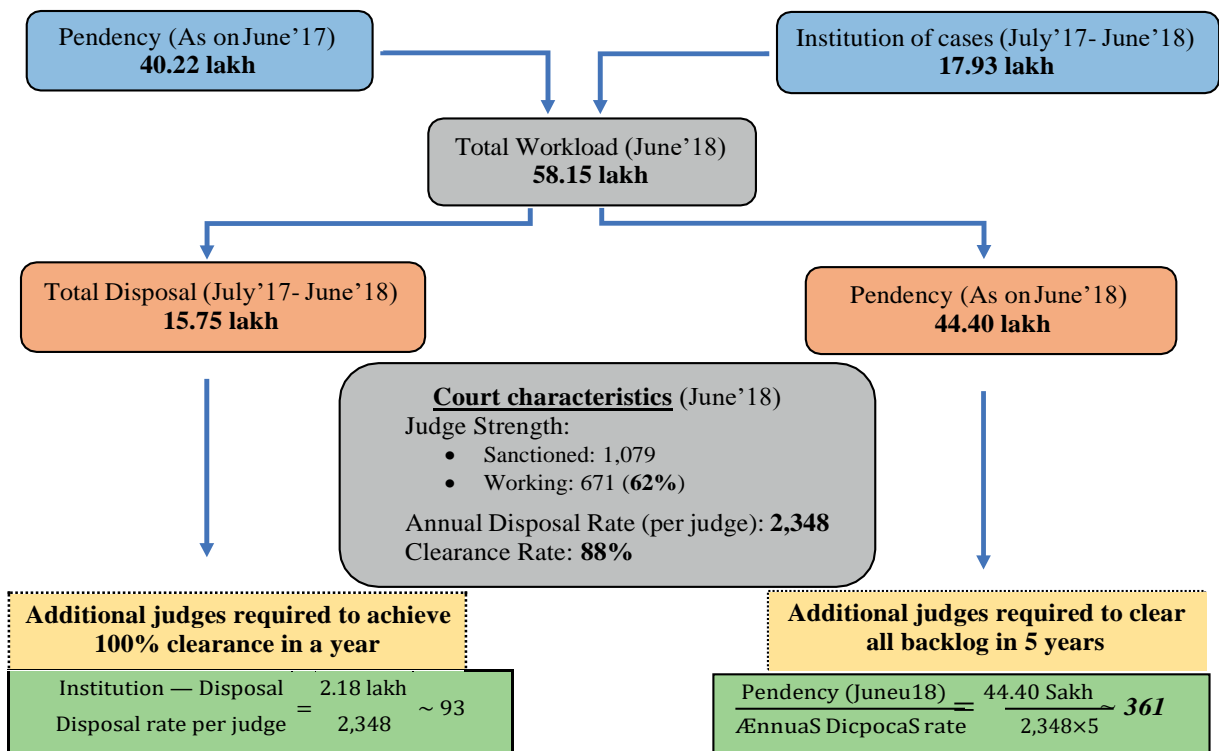 Pendency (As on June’17)
40.22 lakh
Institution of cases (July’17- June’18)
17.93 lakh
Total Workload (June’18)
58.15 lakh
Total Disposal (July’17- June’18)
15.75 lakh
Pendency (As on June’18)
44.40 lakh
Court characteristics (June’18)
Judge Strength:
• Sanctioned: 1,079
• Working: 671 (62%)
Annual Disposal Rate (per judge): 2,348
Clearance Rate: 88%
Additional judges required to achieve
100% clearance in a year
Institution — Disposal
Disposal rate per judge
=
2.18 lakh
2,348
~ 93
Additional judges required to clear
all backlog in 5 years
Pendency (Juneu18)
ÆnnuaS DicpocaS rate
=
44.40 Sakh
2,348×5
~ 361